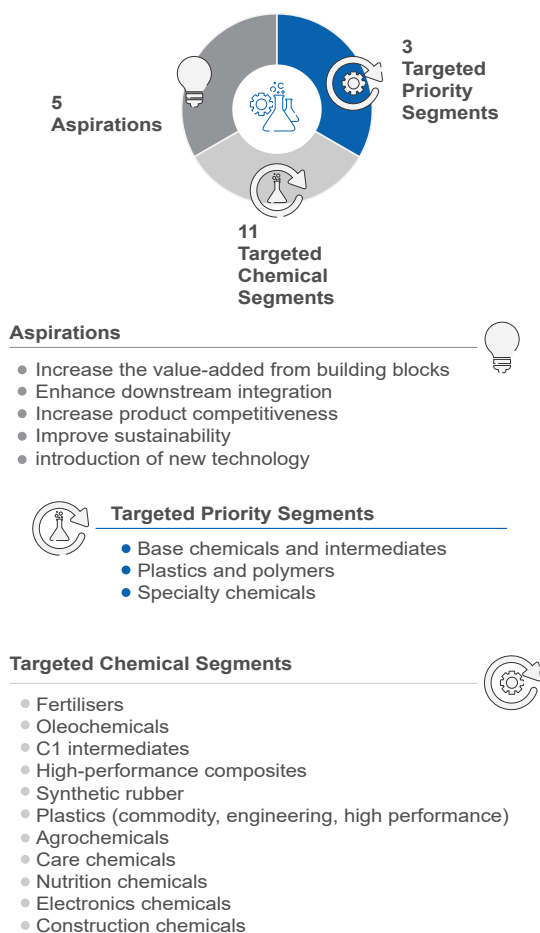 3
Targeted
Priority
Segments
5
Aspirations
11
Targeted
Chemical
Segments
Aspirations
Increase the value-added from building blocks
Enhance downstream integration
Increase product competitiveness
Improve sustainability
introduction of new technology
Targeted Priority Segments
Base chemicals and intermediates
Plastics and polymers
Specialty chemicals
Targeted Chemical Segments
Fertilisers
Oleochemicals
C1 intermediates
High-performance composites
Synthetic rubber
Plastics (commodity, engineering, high performance)
Agrochemicals
Care chemicals
Nutrition chemicals
Electronics chemicals
Construction chemicals